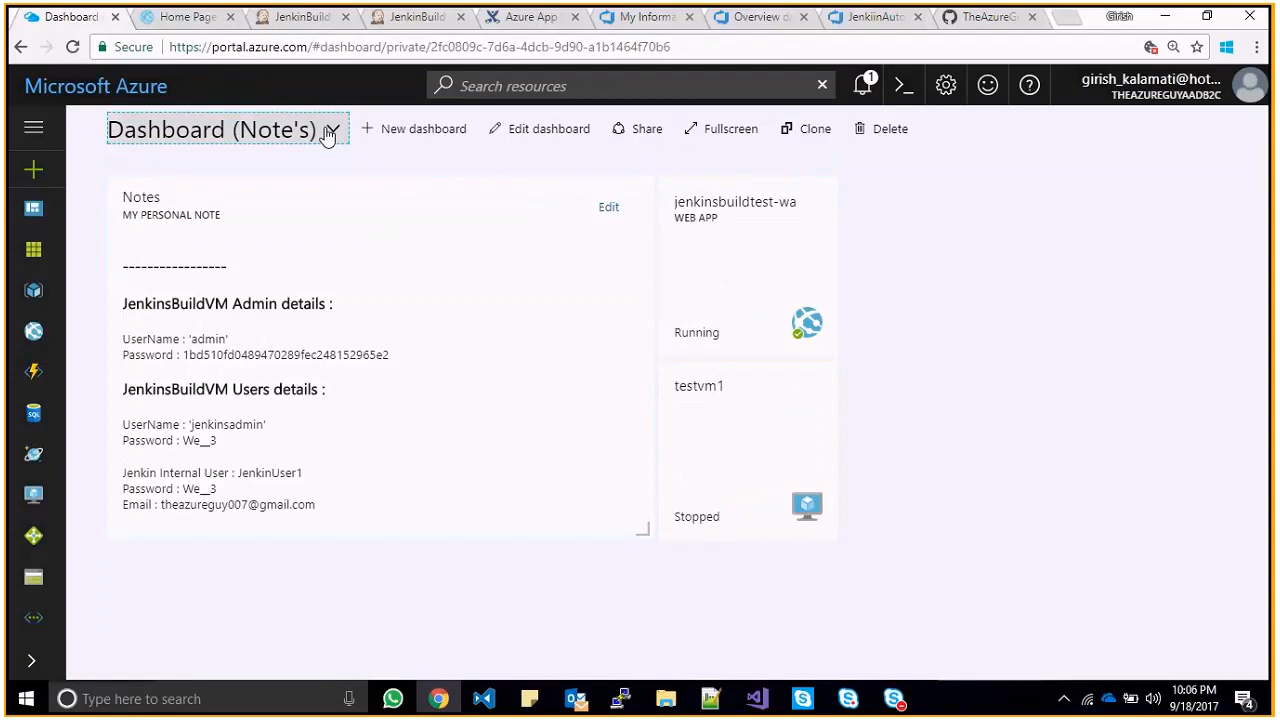 Dashboard
Home Page
JenkinBuild
JenkinBuild
Azure App
My Informa
Overview da
JenkiinAuto
TheAzureG
Girish
Secure
https://portal.azure.com/#dashboard/private/2fc0809c-7d6a-4dcb-9d90-a1b1464f70b6
Microsoft Azure
Search resources
1
girish_kalamati@hot...
THEAZUREGUYAADB2C
Dashboard (Note's)
New dashboard
Edit dashboard
Share
Fullscreen
Clone
Delete
Notes
MY PERSONAL NOTE
Edit
-----------------
JenkinsBuildVM Admin details :
UserName : 'admin'
Password : 1bd510fd0489470289fec248152965e2
JenkinsBuildVM Users details :
UserName : 'jenkinsadmin'
Password : We__3
Jenkin Internal User : JenkinUser1
Password : We__3
Email : theazureguy007@gmail.com
jenkinsbuildtest-wa
WEB APP
Running
testvm1
Stopped
SQL
Type here to search
10:06 PM
9/18/2017
4